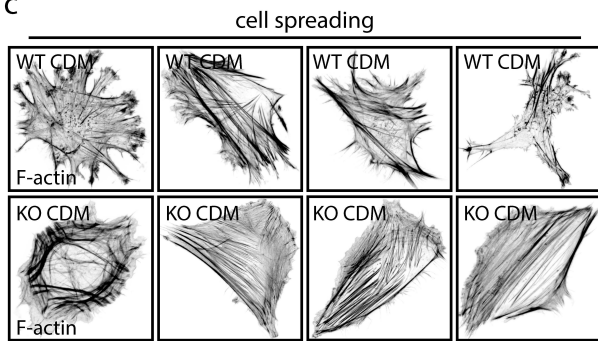 C
cell spreading
WT CDM
WT CDM
WT CDM
WT CDM
F-actin
KO CDM
KO CDM
KO CDM
KO CDM
F-actin